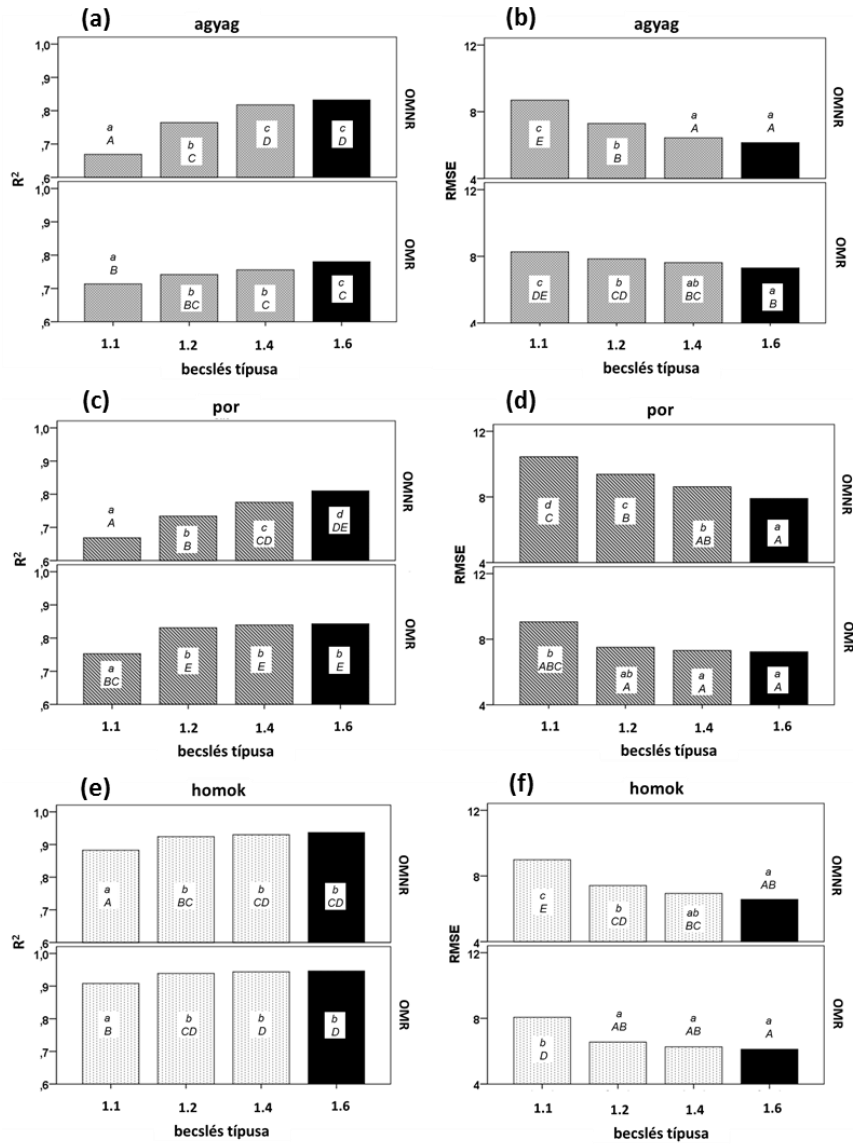 (a)
agyag
1,0
,9
,8
,7
,6
a
A
b
C
c
D
c
D
OMNR
R²
1,0
,9
,8
,7
,6
a
B
b
BC
b
C
c
C
OMR
1.1 1.2 1.4 1.6
becslés típusa
(b)
agyag
12
8
4
c
E
b
B
a
A
a
A
OMNR
RMSE
12
8
4
c
DE
b
CD
ab
BC
a
B
OMR
1.1 1.2 1.4 1.6
becslés típusa
(c)
por
1,0
,9
,8
,7
,6
a
A
b
B
c
CD
d
DE
OMNR
R²
1,0
,9
,8
,7
,6
a
BC
b
E
b
E
b
E
OMR
1.1 1.2 1.4 1.6
becslés típusa
(d)
por
12
8
4
d
C
c
B
b
AB
a
A
OMNR
RMSE
12
8
4
b
ABC
ab
A
a
A
a
A
OMR
1.1 1.2 1.4 1.6
becslés típusa
(e)
homok
1,0
,9
,8
,7
,6
a
A
b
BC
b
CD
b
CD
OMNR
R²
1,0
,9
,8
,7
,6
a
B
b
CD
b
D
b
D
OMR
1.1 1.2 1.4 1.6
becslés típusa
(f)
homok
12
8
4
c
E
b
CD
ab
BC
a
AB
OMNR
RMSE
12
8
4
b
D
a
AB
a
AB
a
A
OMR
1.1 1.2 1.4 1.6
becslés típusa